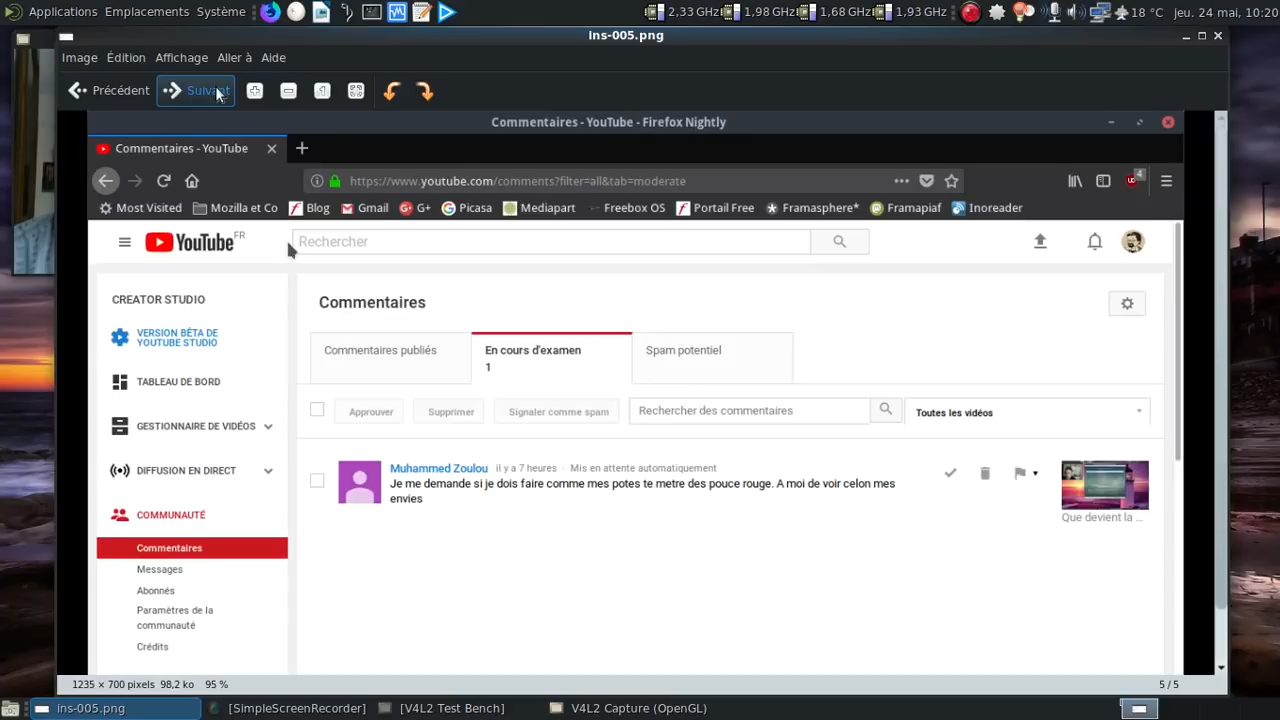 Applications Emplacements Système 2,33 GHz 1,98 GHz 1,68 GHz 1,93 GHz 18 °C jeu. 24 mai, 10:20
ins-005.png
Image Édition Affichage Aller à Aide
Précédent Suivant
Commentaires - YouTube - Firefox Nightly
Commentaires - YouTube
https://www.youtube.com/comments?filter=all&tab=moderate 4
Most Visited Mozilla et Co Blog Gmail G+ Picasa Mediapart Freebox OS Portail Free Framasphere* Framapiaf Inoreader
YouTube FR Rechercher
CREATOR STUDIO
VERSION BÊTA DE
YOUTUBE STUDIO
TABLEAU DE BORD
GESTIONNAIRE DE VIDÉOS
DIFFUSION EN DIRECT
COMMUNAUTÉ
Commentaires
Messages
Abonnés
Paramètres de la
communauté
Crédits
Commentaires
Commentaires publiés En cours d'examen Spam potentiel
1
Approuver Supprimer Signaler comme spam Rechercher des commentaires Toutes les vidéos
Muhammed Zoulou il y a 7 heures · Mis en attente automatiquement
Je me demande si je dois faire comme mes potes te metre des pouce rouge. A moi de voir celon mes
envies
Que devient la ...
1235 × 700 pixels 98,2 ko 95 % 5 / 5
ins-005.png [SimpleScreenRecorder] [V4L2 Test Bench] V4L2 Capture (OpenGL)